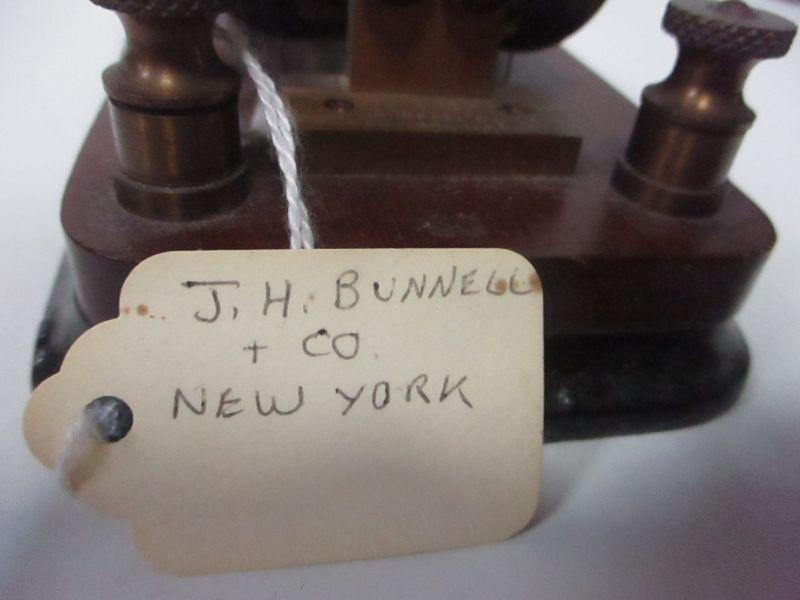 J. H. BUNNELL
+ CO.
NEW YORK